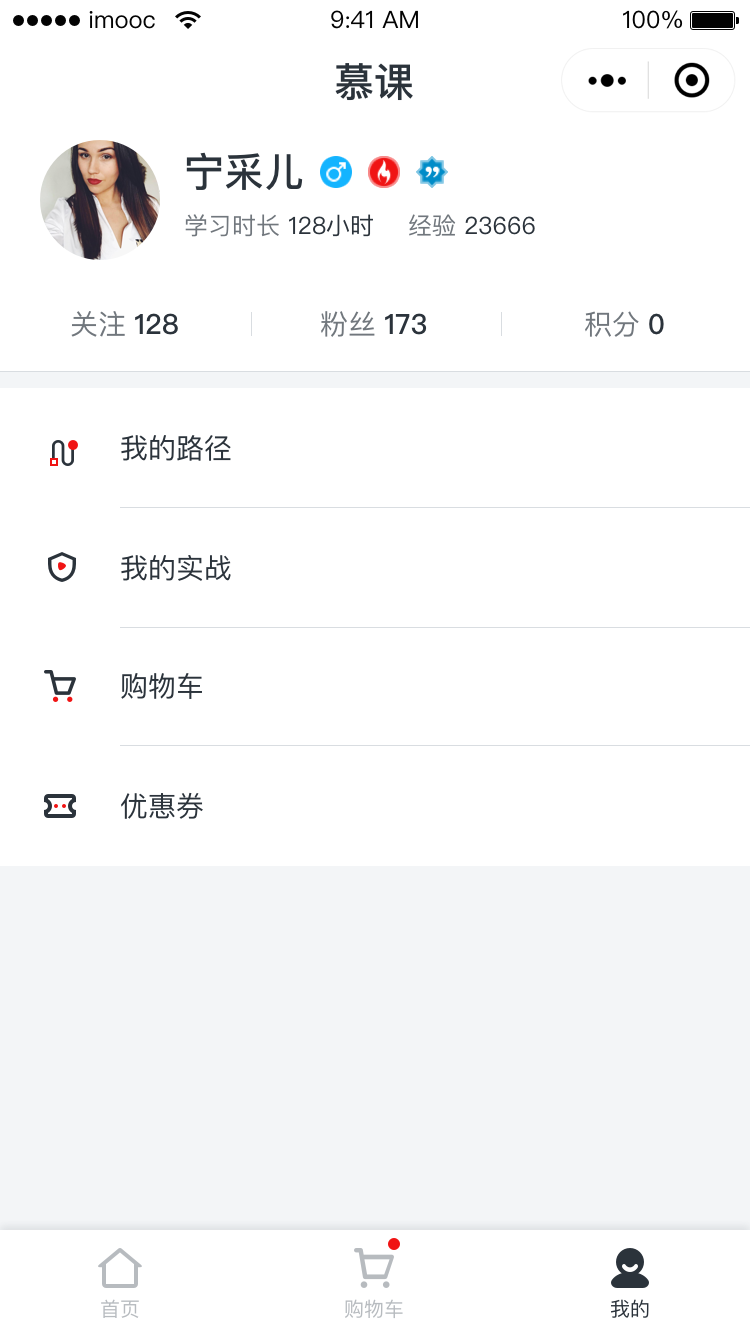 imooc 9:41 AM 100%
慕课
宁采儿
学习时长 128小时 经验 23666
关注 128 粉丝 173 积分 0
我的路径
我的实战
购物车
优惠券
首页 购物车 我的